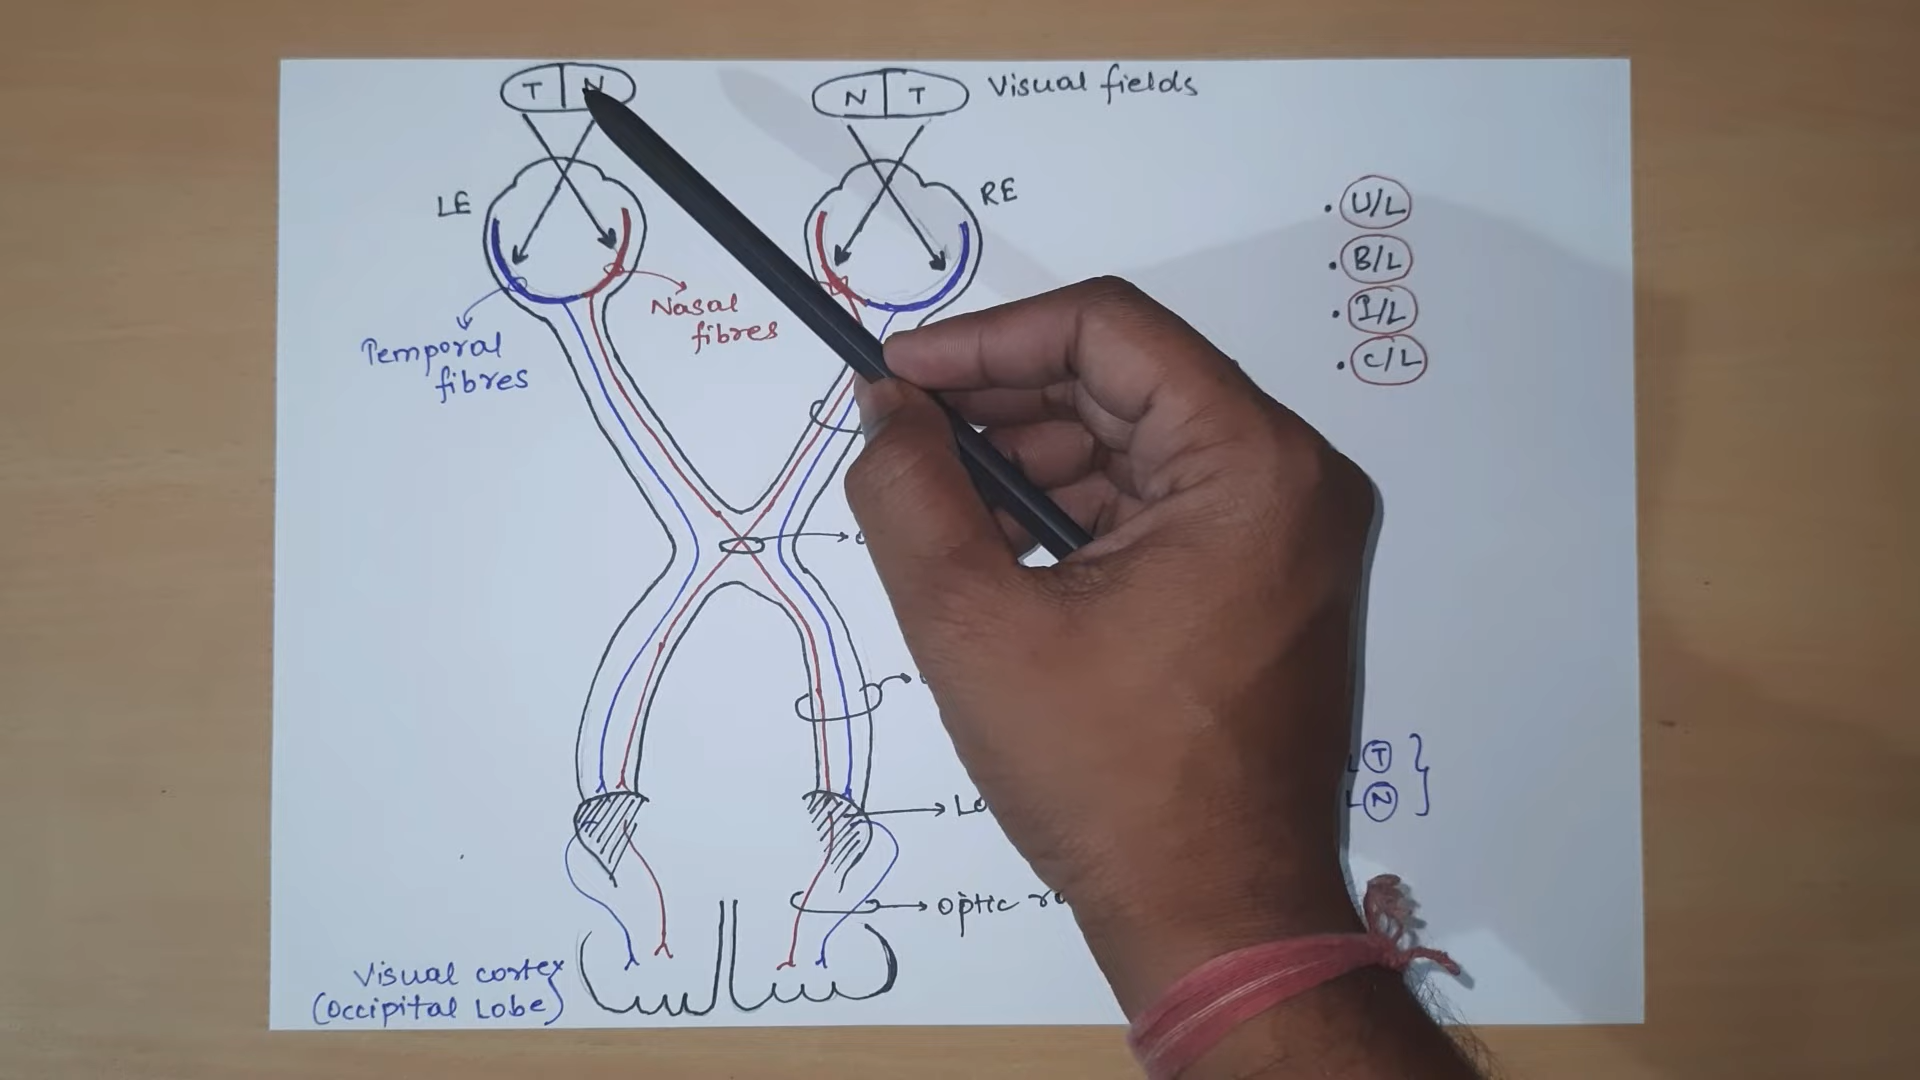 T N
N T
Visual fields
LE
RE
U/L
B/L
I/L
C/L
Nasal
fibres
Temporal
fibres
T
N
optic
Visual cortex
(Occipital Lobe)